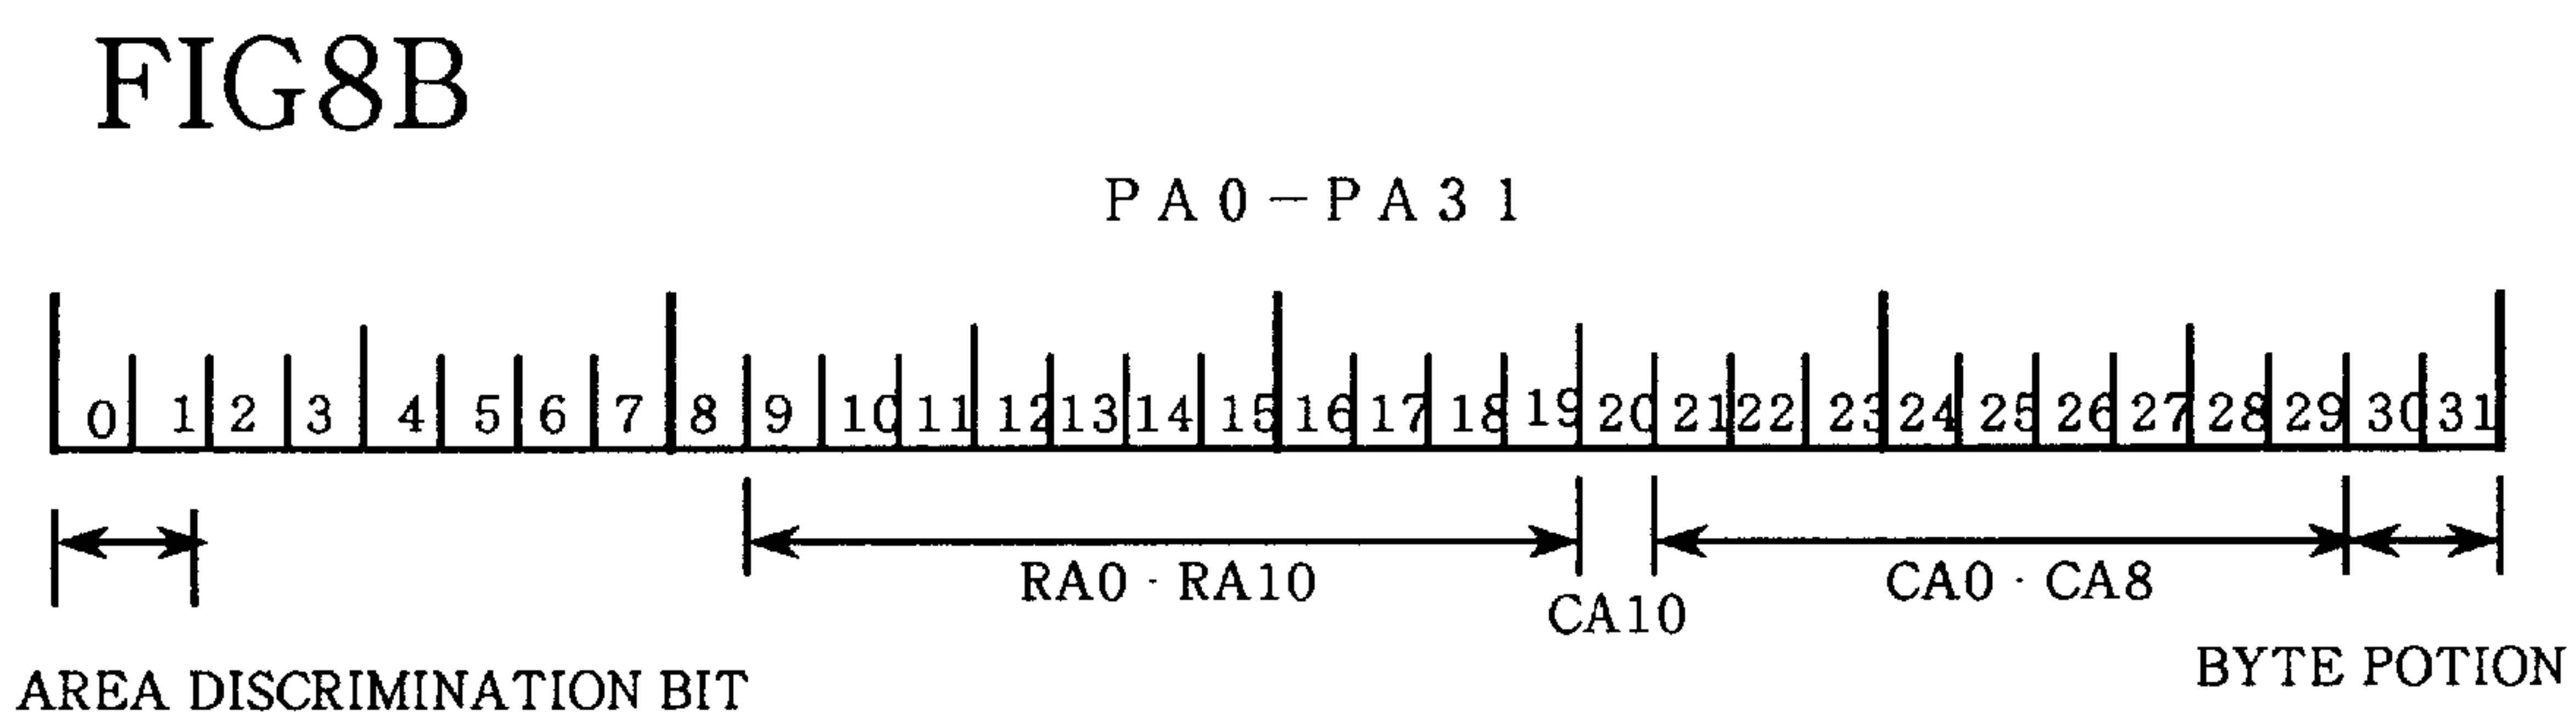 FIG8B
PA0-PA31
0 1 2 3 4 5 6 7 8 9 10 11 12 13 14 15 16 17 18 19 20 21 22 23 24 25 26 27 28 29 30 31
RA0 · RA10
CA10
CA0 · CA8
AREA DISCRIMINATION BIT
BYTE POTION